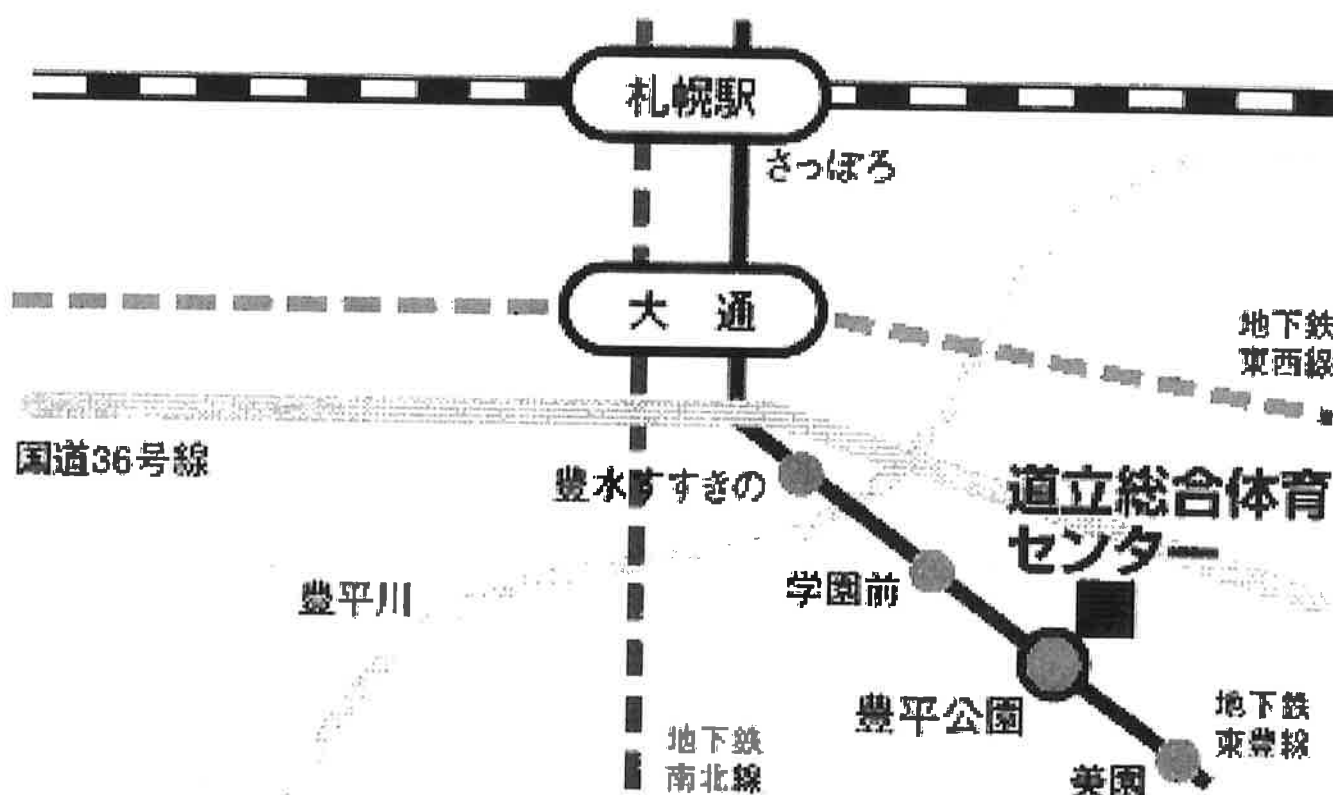 札幌駅
さっぽろ
大通
地下鉄
東西線
国道36号線
豊水すすきの
道立総合体育
センター
学園前
豊平川
豊平公園
地下鉄
東豊線
地下鉄
南北線
美園